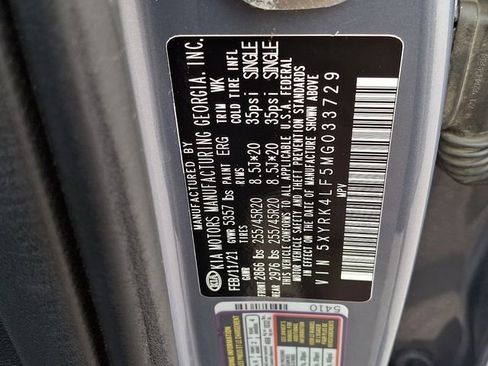 MANUFACTURED BY
KIA MOTORS MANUFACTURING GEORGIA. INC.
FEB/11/21 GVWR 5357 lbs PAINT ERG TRIM WK
GAWR TIRES RIMS COLD TIRE INFL
FRONT 2866 lbs 255/45R20 8.5J*20 35psi SINGLE
REAR 2976 lbs 255/45R20 8.5J*20 35psi SINGLE
THIS VEHICLE CONFORMS TO ALL APPLICABLE U.S.A. FEDERAL
MOTOR VEHICLE SAFETY AND THEFT PREVENTION STANDARDS
IN EFFECT ON THE DATE OF MANUFACTURE SHOWN ABOVE
VIN 5XYRK4LF5MG033729
MPV
5410